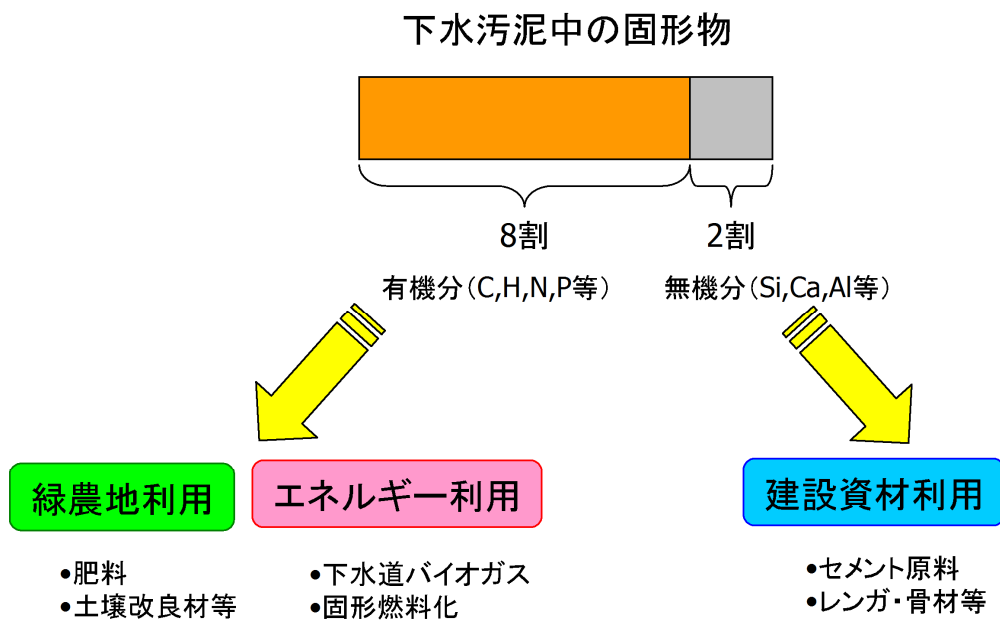 下水汚泥中の固形物
8割
2割
有機分(C,H,N,P等)
無機分(Si,Ca,Al等)
緑農地利用
エネルギー利用
建設資材利用
•肥料
•土壌改良材等
•下水道バイオガス
•固形燃料化
•セメント原料
•レンガ・骨材等